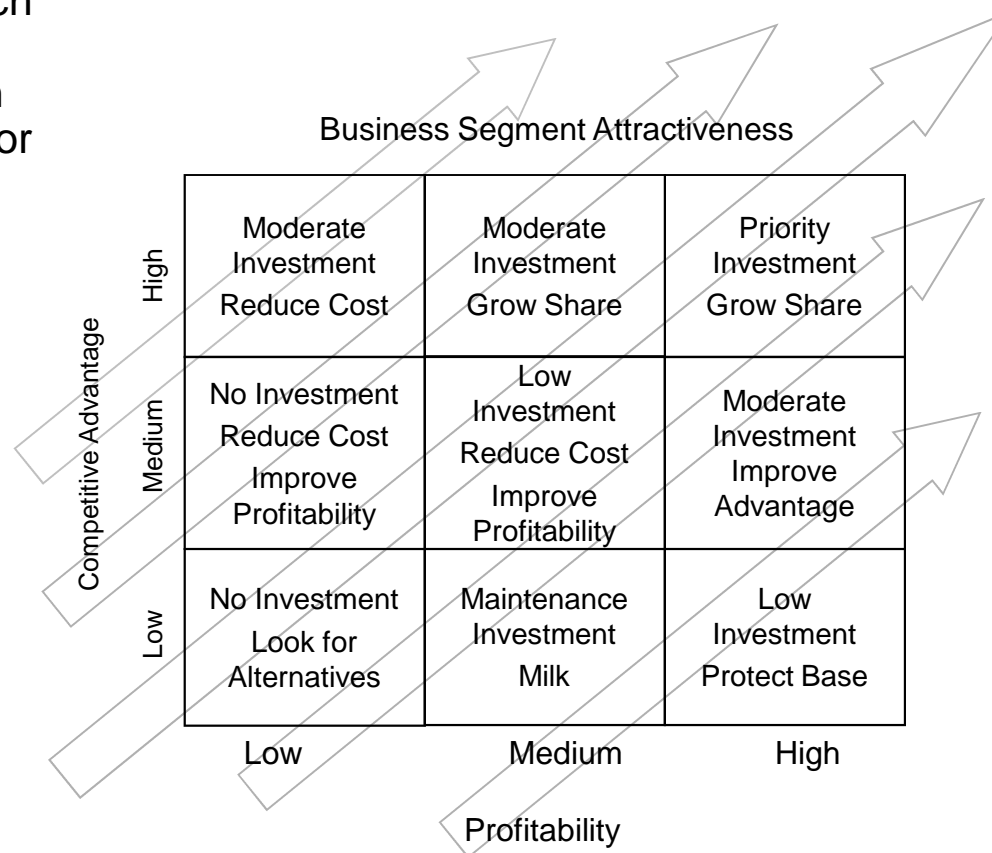 or
Business Segment Attractiveness
Competitive Advantage
High
Moderate
Investment
Reduce Cost
Moderate
Investment
Grow Share
Priority
Investment
Grow Share
Medium
No Investment
Reduce Cost
Improve
Profitability
Low
Investment
Reduce Cost
Improve
Profitability
Moderate
Investment
Improve
Advantage
Low
No Investment
Look for
Alternatives
Maintenance
Investment
Milk
Low
Investment
Protect Base
Low
Medium
High
Profitability